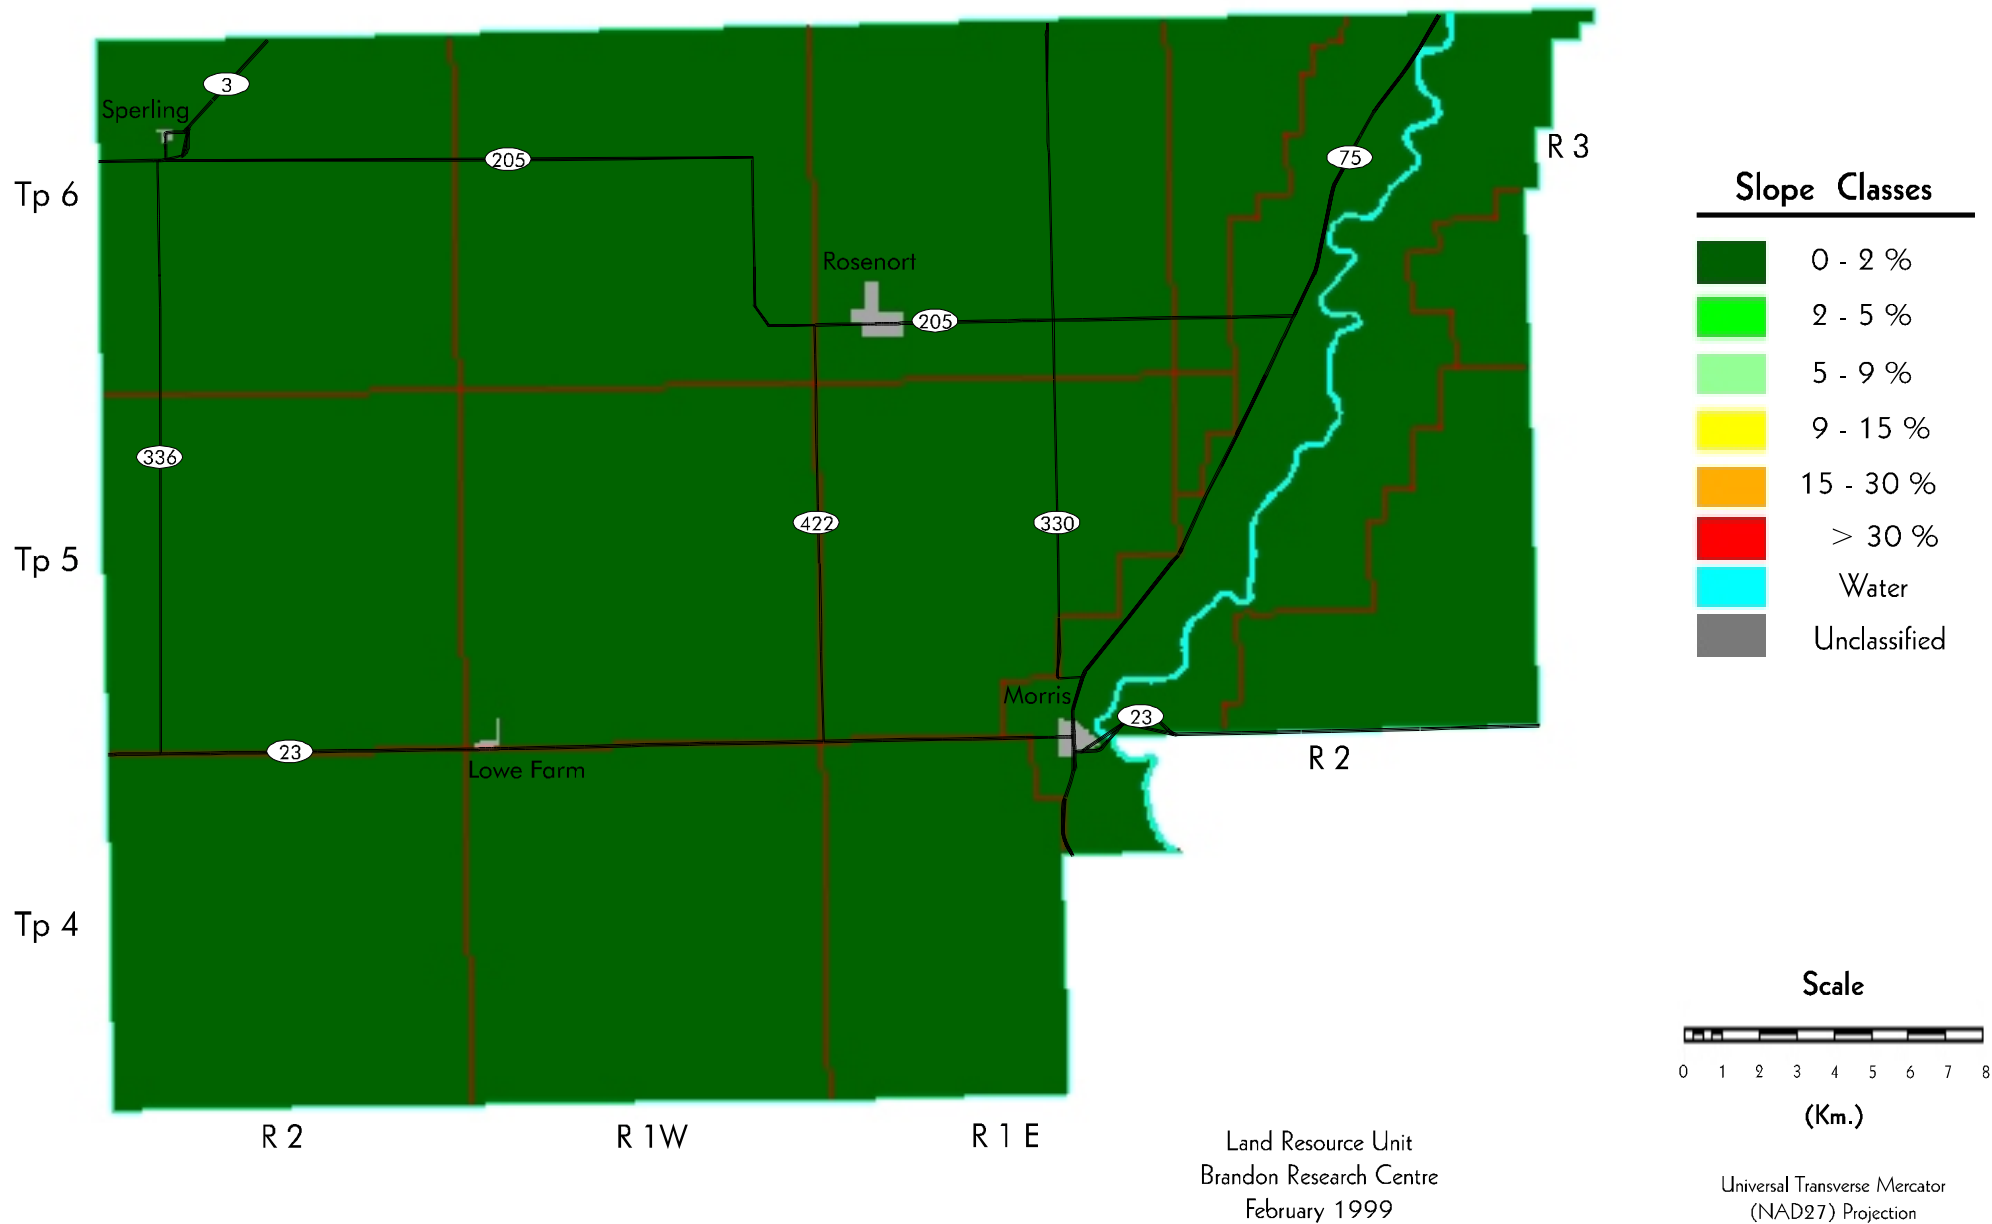 3
Sperling
205
75
R 3
Tp 6
Rosenort
205
336
422
330
Tp 5
Morris
23
23
Lowe Farm
R 2
Tp 4
R 2
R 1W
R 1 E
Slope Classes
0 - 2 %
2 - 5 %
5 - 9 %
9 - 15 %
15 - 30 %
> 30 %
Water
Unclassified
Scale
0 1 2 3 4 5 6 7 8
(Km.)
Land Resource Unit
Brandon Research Centre
February 1999
Universal Transverse Mercator
(NAD27) Projection